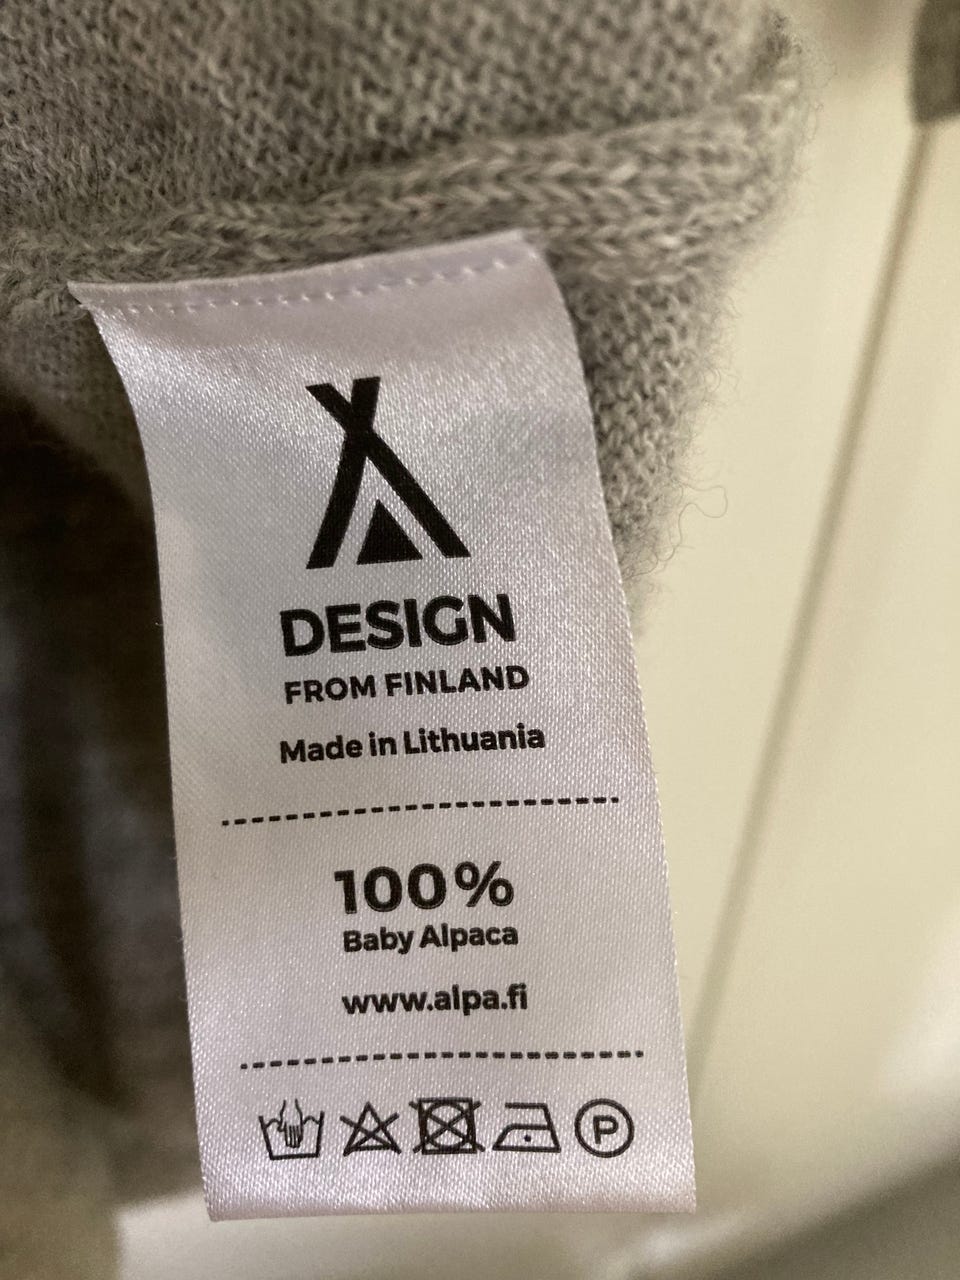 DESIGN
FROM FINLAND
Made in Lithuania
100%
Baby Alpaca
www.alpa.fi
P